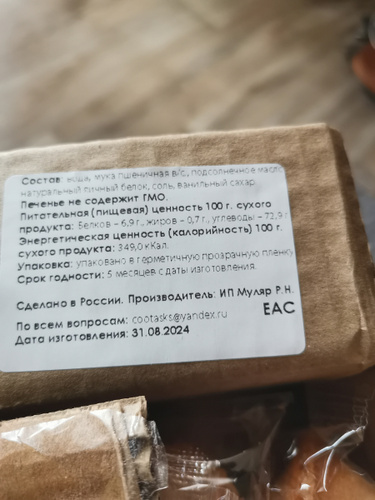 Состав: вода, мука пшеничная в/с, подсолнечное масло,
натуральный яичный белок, соль, ванильный сахар.
Печенье не содержит ГМО.
Питательная (пищевая) ценность 100 г. сухого
продукта: Белков – 6,9 г., жиров – 0,7 г., углеводы – 72,9 г
Энергетическая ценность (калорийность) 100 г.
сухого продукта: 349,0 кКал.
Упаковка: упаковано в герметичную прозрачную пленку
Срок годности: 5 месяцев с даты изготовления.
Сделано в России. Производитель: ИП Муляр Р.Н.
ЕАС
По всем вопросам: cootasks@yandex.ru
Дата изготовления: 31.08.2024